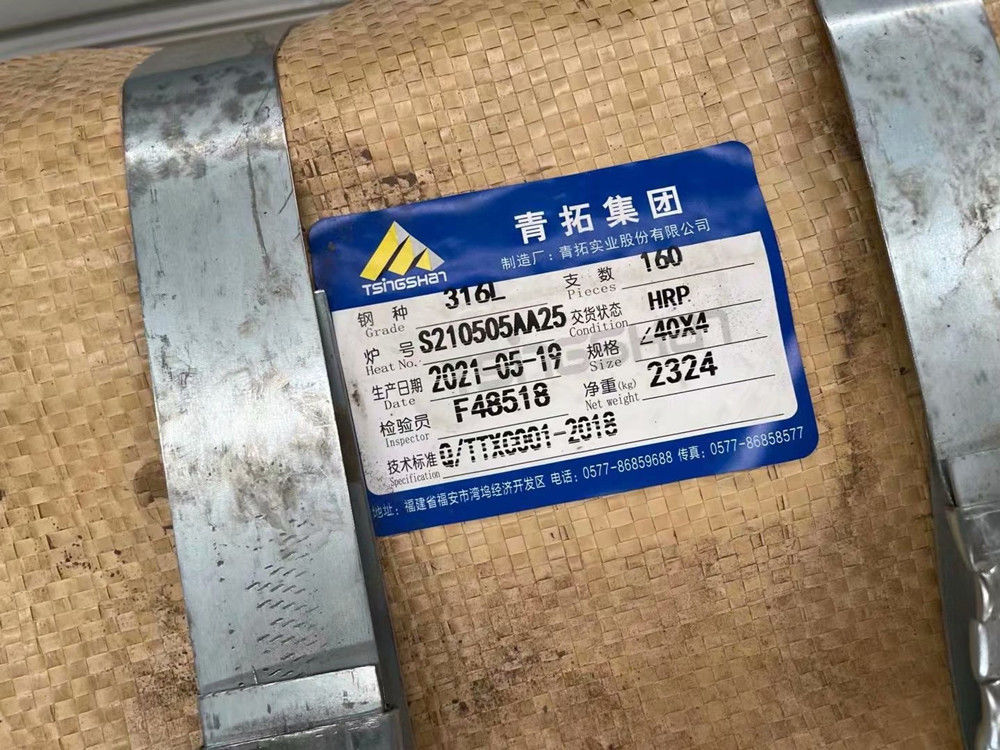 青拓集团
制造厂：青拓实业股份有限公司
TSINGSHAN
钢种 Grade 316L 支数 Pieces 160
炉号 Heat No. S210505AA25 交货状态 Condition HRP
生产日期 Date 2021-05-19 规格 Size ∠40X4
检验员 Inspector F48518 净重(kg) Net weight 2324
技术标准 Specification Q/TTXC001-2018
地址：福建省福安市湾坞经济开发区 电话：0577-86859688 传真：0577-86858577